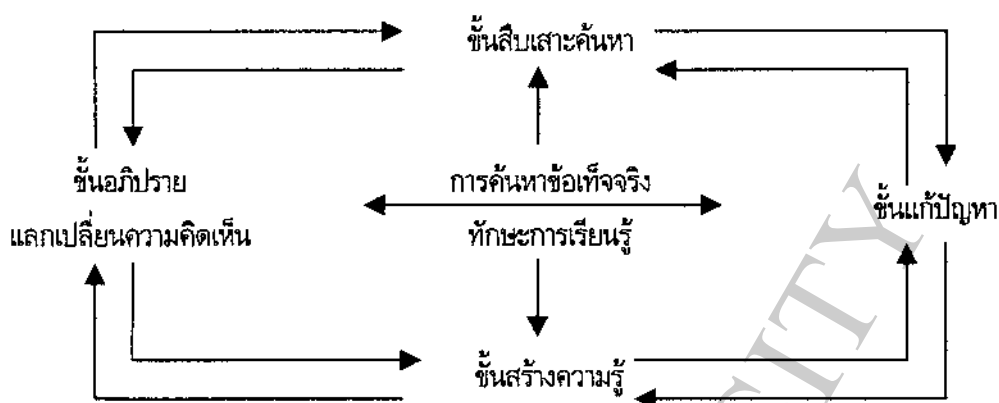 ขั้นสืบเสาะค้นหา
ขั้นอภิปราย
แลกเปลี่ยนความคิดเห็น
การค้นหาข้อเท็จจริง
ทักษะการเรียนรู้
ขั้นแก้ปัญหา
ขั้นสร้างความรู้